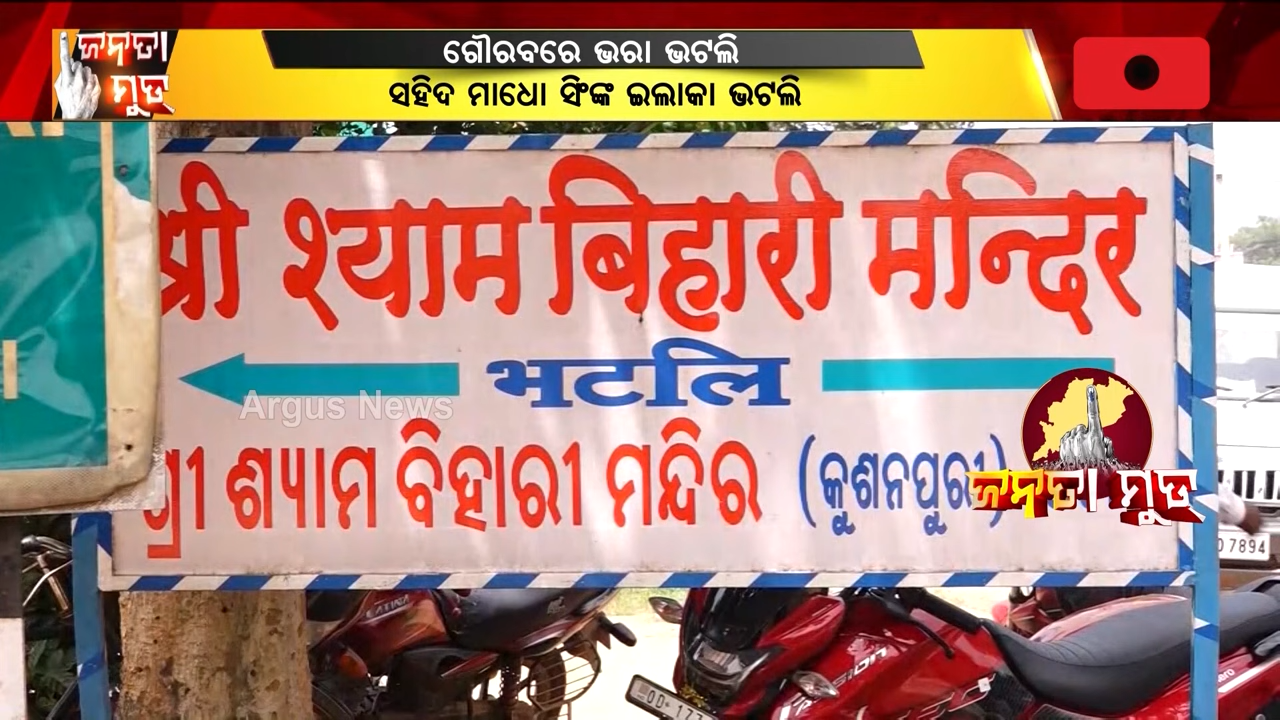 ଜନତା ମୁଡ୍
ଗୌରବରେ ଭରା ଭଟଲି
ସହିଦ ମାଧୋ ସିଂଙ୍କ ଇଲାକା ଭଟଲି
श्री श्याम बिहारी मन्दिर
भटलि
Argus News
ଶ୍ରୀ ଶ୍ୟାମ ବିହାରୀ ମନ୍ଦିର (କୁଶନପୁରୀ)
ଜନତା ମୁଡ୍
7894
OD 17